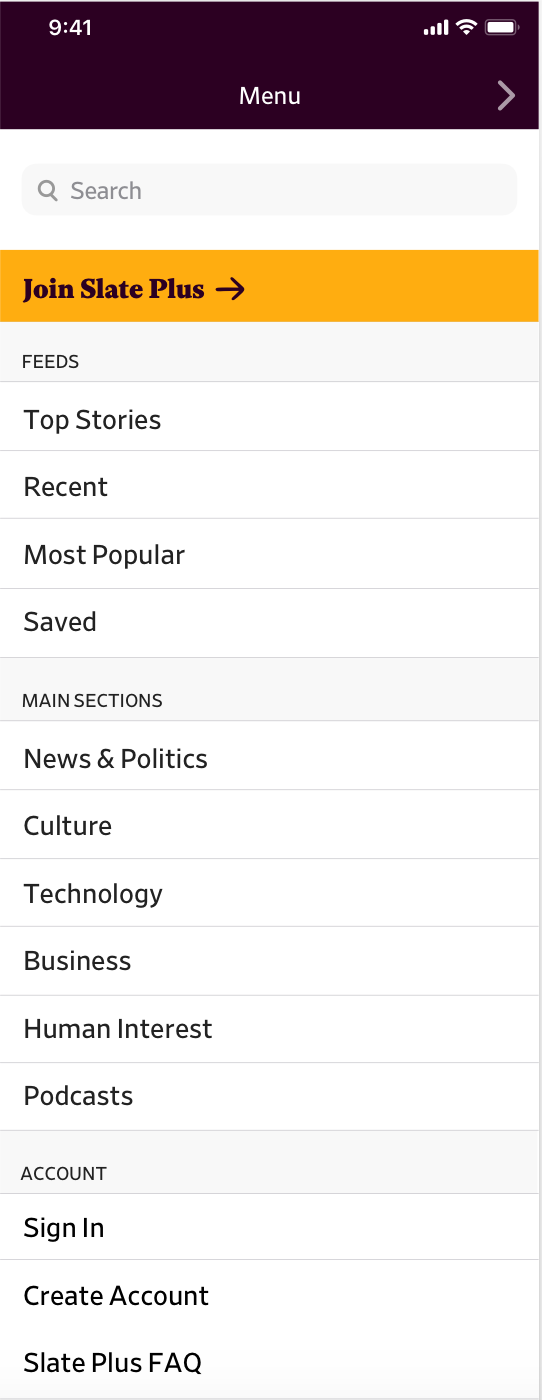 9:41
Menu
Search
Join Slate Plus →
FEEDS
Top Stories
Recent
Most Popular
Saved
MAIN SECTIONS
News & Politics
Culture
Technology
Business
Human Interest
Podcasts
ACCOUNT
Sign In
Create Account
Slate Plus FAQ